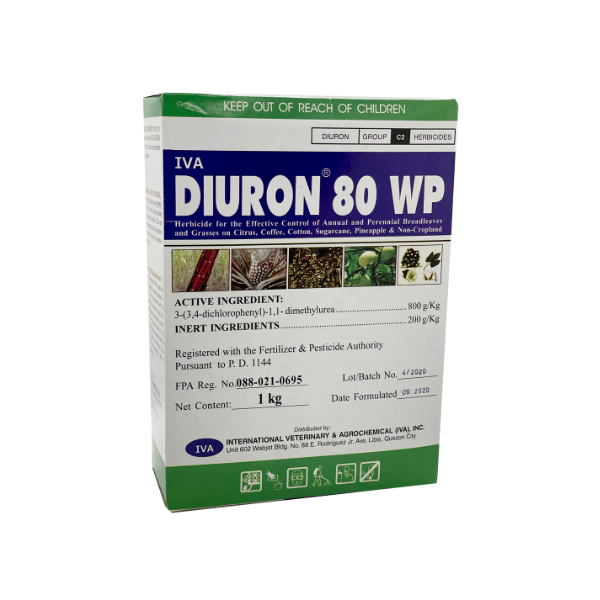 KEEP OUT OF REACH OF CHILDREN
DIURON GROUP C2 HERBICIDES
IVA
DIURON® 80 WP
Herbicide for the Effective Control of Annual and Perennial Broadleaves
and Grasses on Citrus, Coffee, Cotton, Sugarcane, Pineapple & Non-Cropland
ACTIVE INGREDIENT:
3-(3,4-dichlorophenyl)-1,1- dimethylurea 800 g/Kg
INERT INGREDIENTS 200 g/Kg
Registered with the Fertilizer & Pesticide Authority
Pursuant to P. D. 1144
FPA Reg. No. 088-021-0695 Lot/Batch No. 4/2020
Net Content: 1 kg Date Formulated 09 2020
Distributed by:
IVA INTERNATIONAL VETERINARY & AGROCHEMICAL (IVA), INC.
Unit 602 Webjet Bldg. No. 88 E. Rodriguez Jr. Ave. Libis, Quezon City